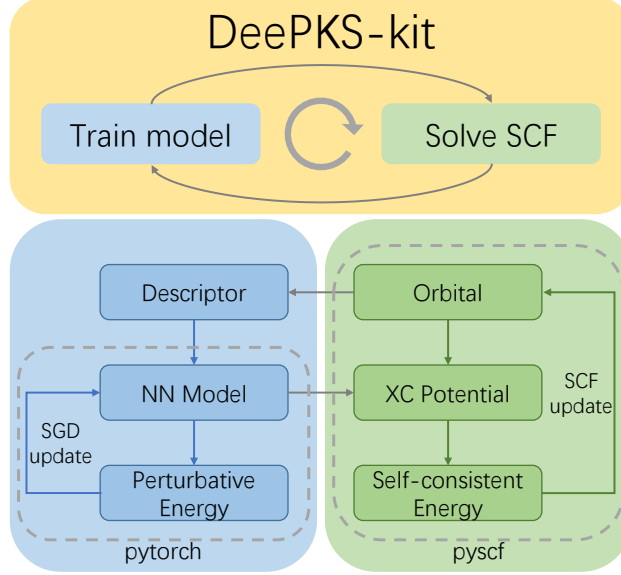 DeePKS-kit
Train model
Solve SCF
Descriptor
Orbital
NN Model
XC Potential
SGD
update
SCF
update
Perturbative
Energy
Self-consistent
Energy
pytorch
pyscf